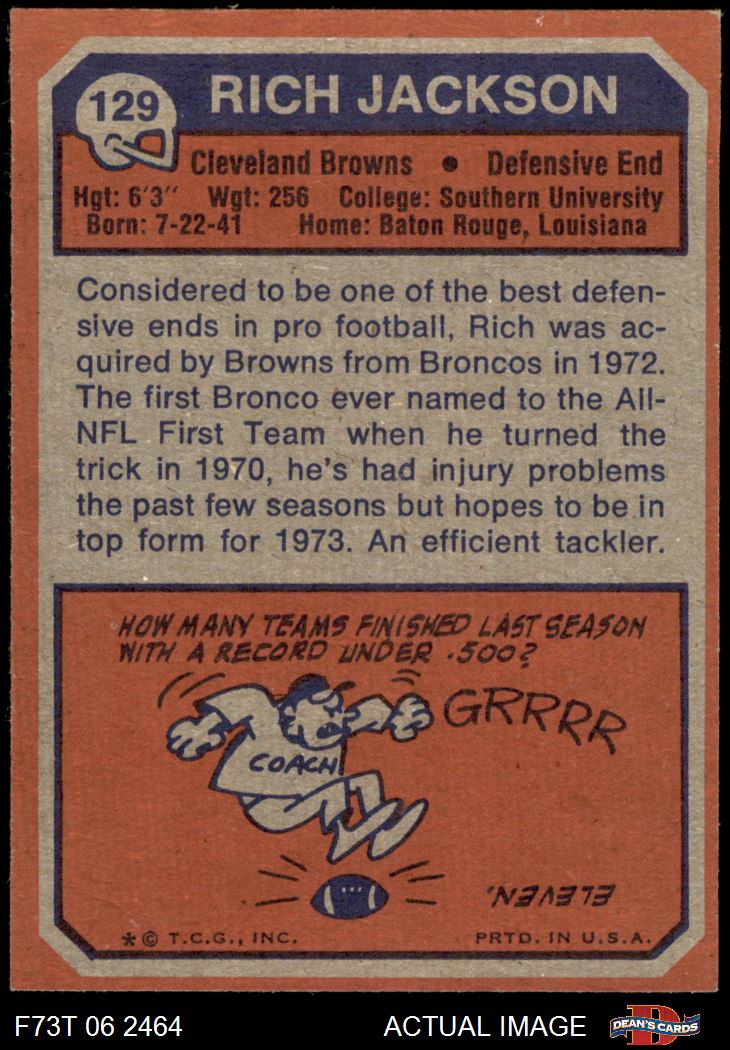 129
RICH JACKSON
Cleveland Browns • Defensive End
Hgt: 6'3" Wgt: 256 College: Southern University
Born: 7-22-41 Home: Baton Rouge, Louisiana
Considered to be one of the best defen-
sive ends in pro football, Rich was ac-
quired by Browns from Broncos in 1972.
The first Bronco ever named to the All-
NFL First Team when he turned the
trick in 1970, he's had injury problems
the past few seasons but hopes to be in
top form for 1973. An efficient tackler.
HOW MANY TEAMS FINISHED LAST SEASON
WITH A RECORD UNDER .500?
GRRRR
COACH
ELEVEN.
*© T.C.G., INC. PRTD. IN U.S.A.
F73T 06 2464 ACTUAL IMAGE
D
DEAN'S CARDS